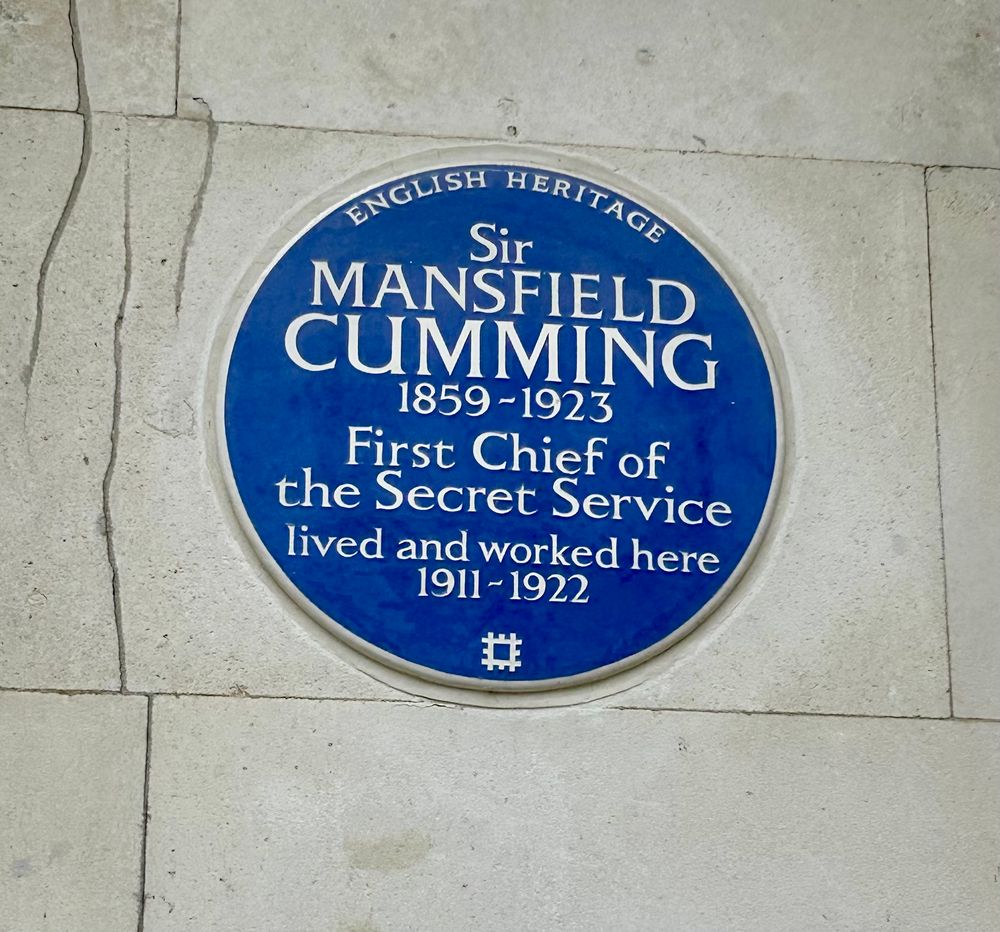 ENGLISH HERITAGE
Sir
MANSFIELD
CUMMING
1859-1923
First Chief of
the Secret Service
lived and worked here
1911-1922